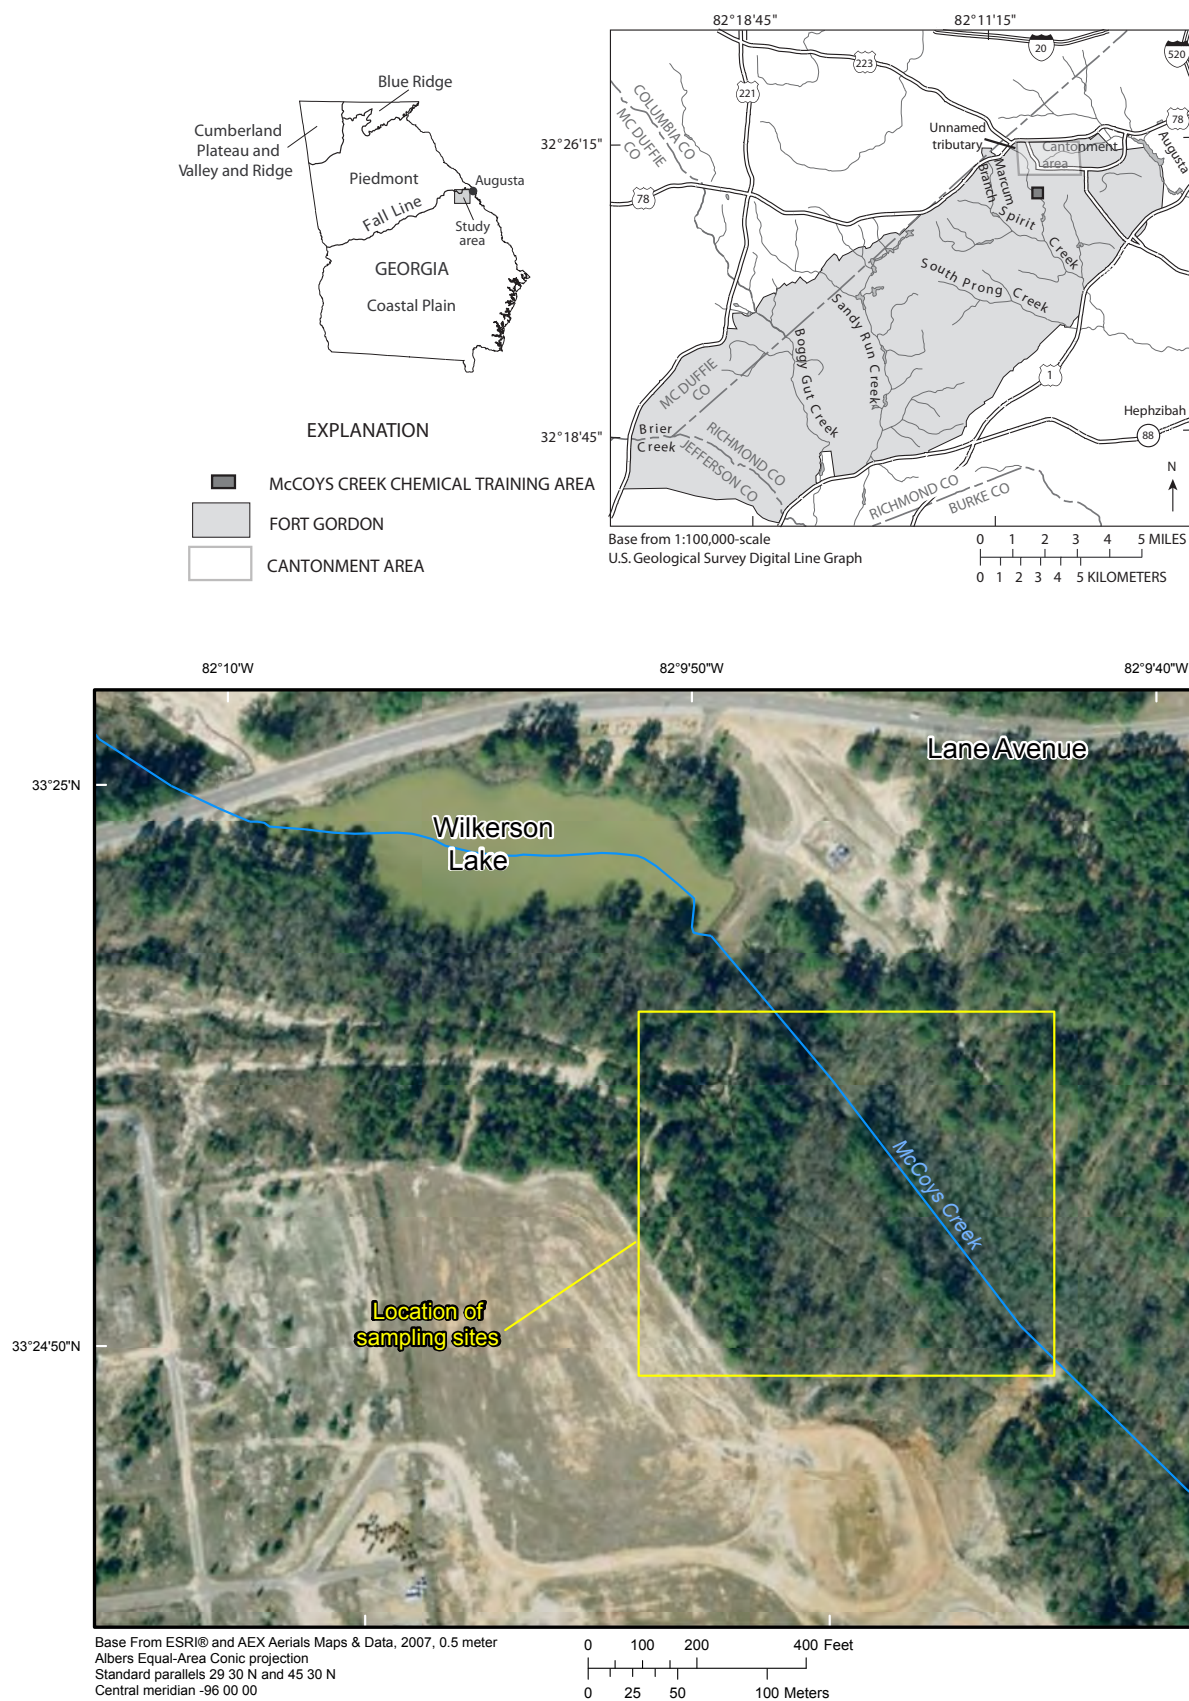 Blue Ridge
Cumberland
Plateau and
Valley and Ridge
Piedmont
Augusta
Fall Line
Study
area
GEORGIA
Coastal Plain
EXPLANATION
McCOYS CREEK CHEMICAL TRAINING AREA
FORT GORDON
CANTONMENT AREA
82°18'45"
82°11'15"
20
520
223
221
COLUMBIA CO
MC DUFFIE
CO
78
Unnamed
tributary
32°26'15"
Cantonment
area
Augusta
Marcum
Branch
78
Spirit
Creek
South Prong Creek
Sandy Run Creek
Boggy Gut Creek
MC DUFFIE
CO
1
Hephzibah
32°18'45"
Brier
Creek
RICHMOND CO
JEFFERSON CO
88
N
RICHMOND CO
BURKE CO
Base from 1:100,000-scale
U.S. Geological Survey Digital Line Graph
0 1 2 3 4 5 MILES
0 1 2 3 4 5 KILOMETERS
82°10'W
82°9'50"W
82°9'40"W
Lane Avenue
33°25'N
Wilkerson
Lake
McCoys Creek
Location of
sampling sites
33°24'50"N
Base From ESRI® and AEX Aerials Maps & Data, 2007, 0.5 meter
Albers Equal-Area Conic projection
Standard parallels 29 30 N and 45 30 N
Central meridian -96 00 00
0 100 200 400 Feet
0 25 50 100 Meters